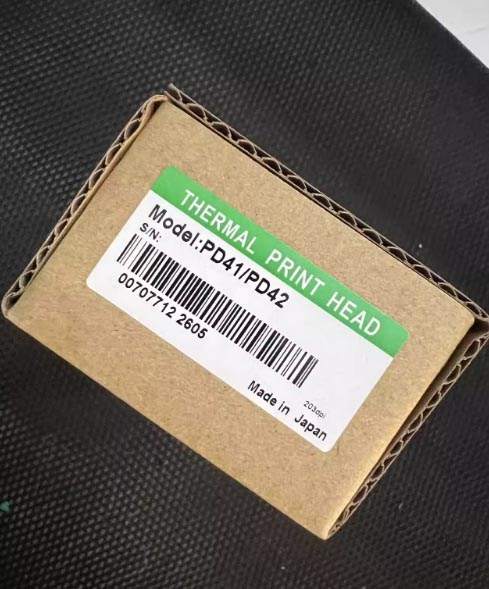 THERMAL PRINT HEAD
Model:PD41/PD42
S/N:
00707712 2605
203dpi
Made in Japan